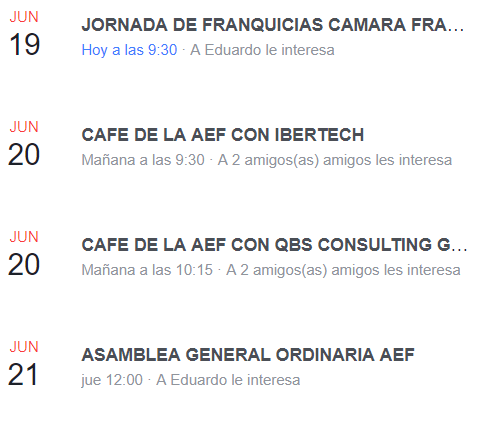 JUN
19
JORNADA DE FRANQUICIAS CAMARA FRA...
Hoy a las 9:30 · A Eduardo le interesa
JUN
20
CAFE DE LA AEF CON IBERTECH
Mañana a las 9:30 · A 2 amigos(as) amigos les interesa
JUN
20
CAFE DE LA AEF CON QBS CONSULTING G...
Mañana a las 10:15 · A 2 amigos(as) amigos les interesa
JUN
21
ASAMBLEA GENERAL ORDINARIA AEF
jue 12:00 · A Eduardo le interesa